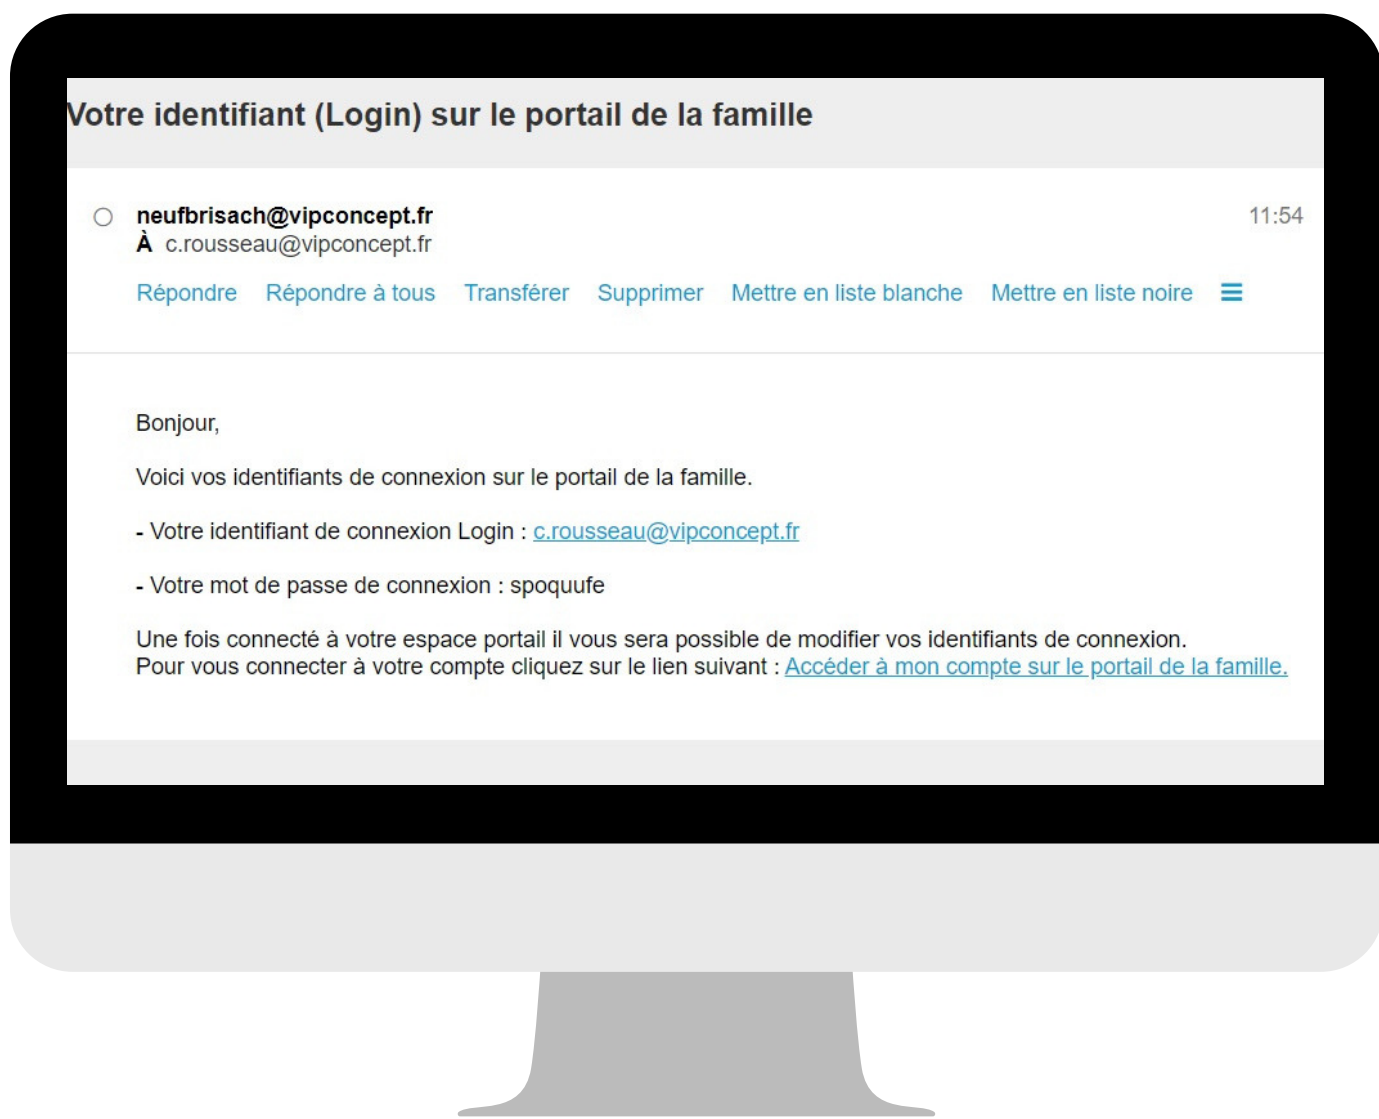 Votre identifiant (Login) sur le portail de la famille
neufbrisach@vipconcept.fr 11:54
À c.rousseau@vipconcept.fr
Répondre Répondre à tous Transférer Supprimer Mettre en liste blanche Mettre en liste noire
Bonjour,
Voici vos identifiants de connexion sur le portail de la famille.
- Votre identifiant de connexion Login : c.rousseau@vipconcept.fr
- Votre mot de passe de connexion : spoquufe
Une fois connecté à votre espace portail il vous sera possible de modifier vos identifiants de connexion.
Pour vous connecter à votre compte cliquez sur le lien suivant : Accéder à mon compte sur le portail de la famille.